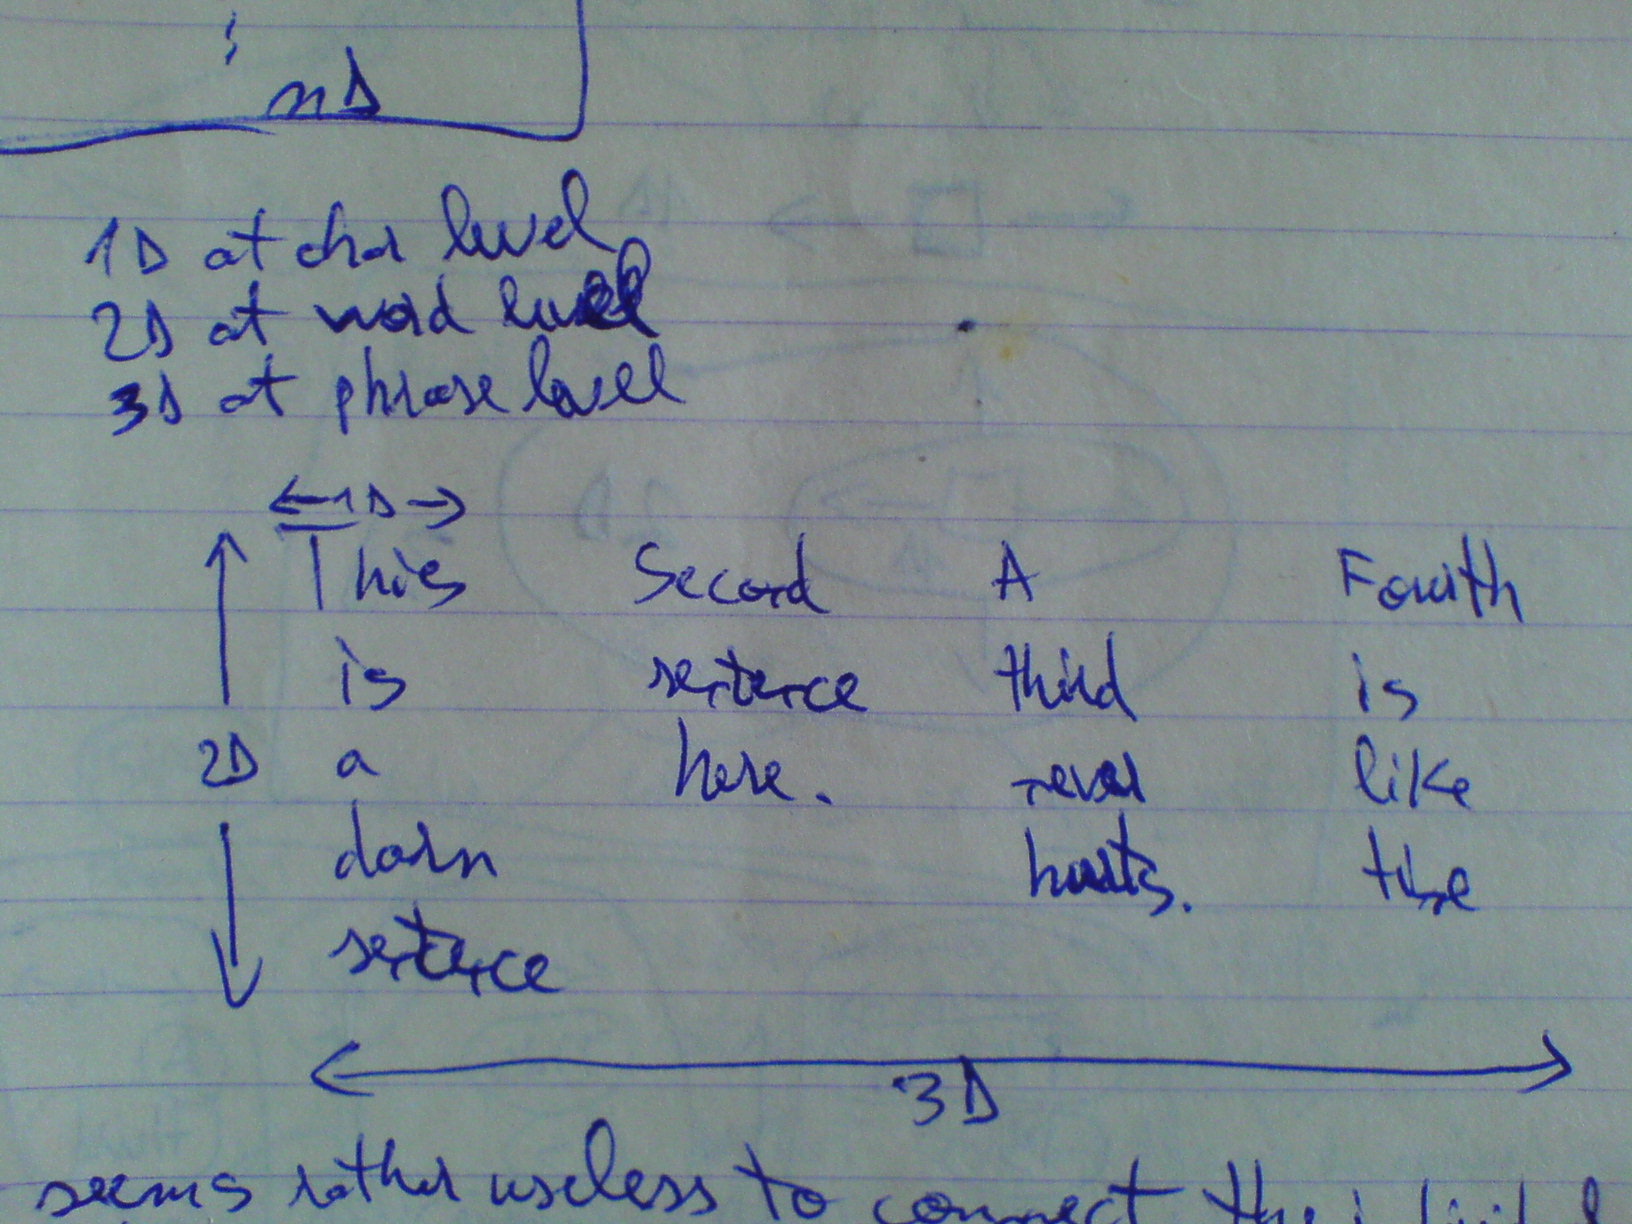 nD
1D at char level
2D at word level
3D at phrase level
1D
This Second A Fourth
is sentence third is
2D a here. never like
darn hurts. the
sentence
3D
seems rather useless to connect the